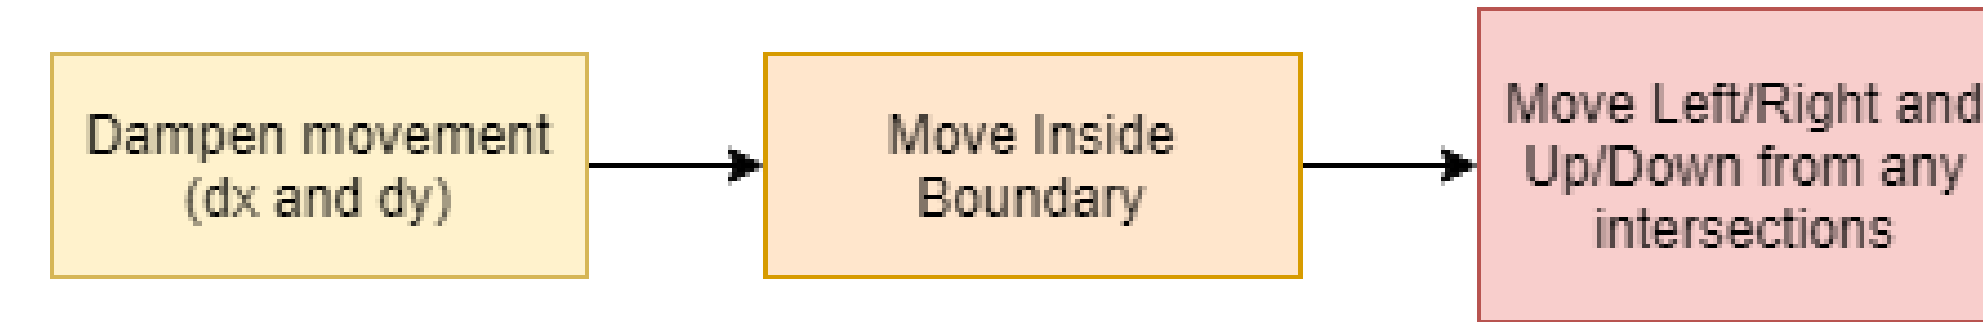 Dampen movement
(dx and dy)
Move Inside
Boundary
Move Left/Right and
Up/Down from any
intersections